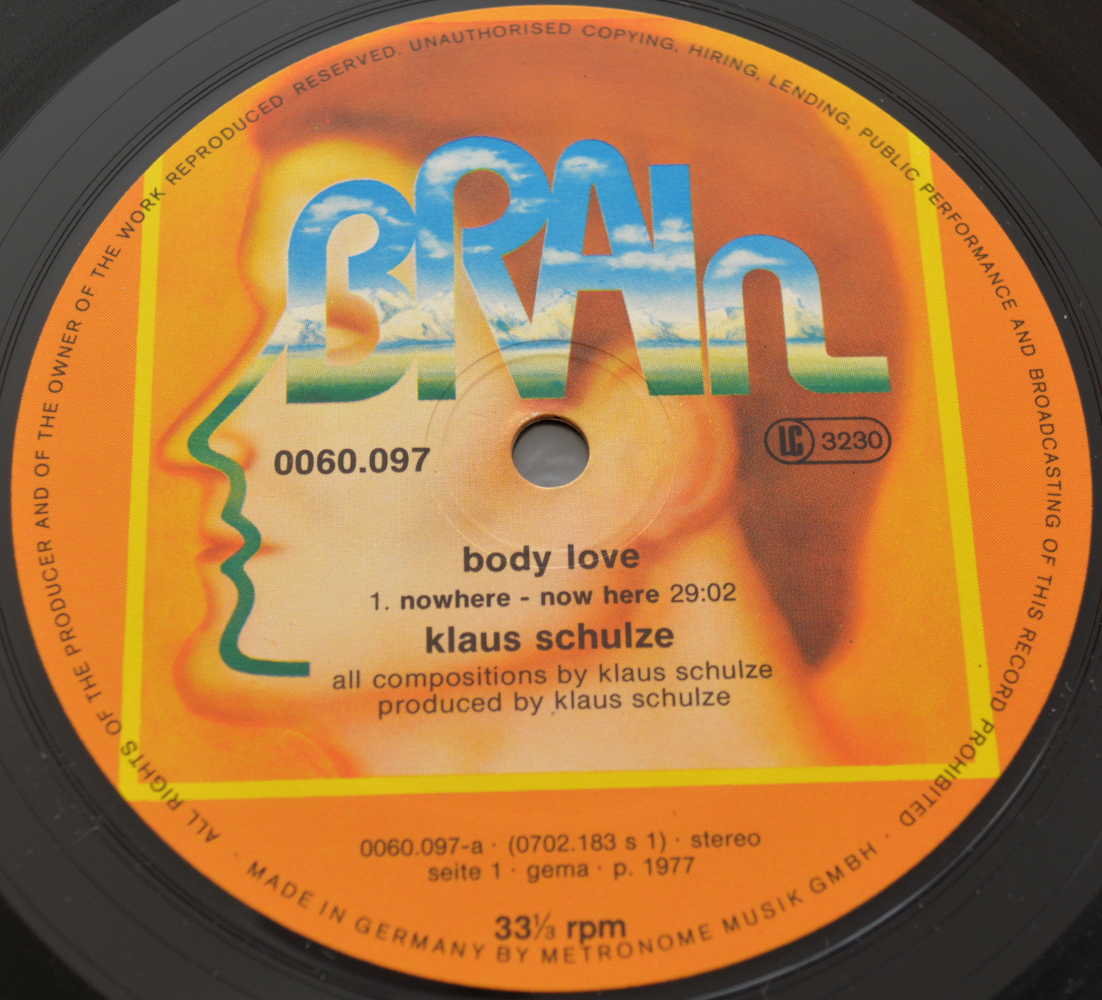 ALL RIGHTS OF THE PRODUCER AND OF THE OWNER OF THE WORK REPRODUCED RESERVED. UNAUTHORISED COPYING, HIRING, LENDING, PUBLIC PERFORMANCE AND BROADCASTING OF THIS RECORD PROHIBITED ·
BRAIN
0060.097
LC 3230
body love
1. nowhere - now here 29:02
klaus schulze
all compositions by klaus schulze
produced by klaus schulze
0060.097-a · (0702.183 s 1) · stereo
seite 1 · gema · p. 1977
33⅓ rpm
· MADE IN GERMANY BY METRONOME MUSIK GMBH ·